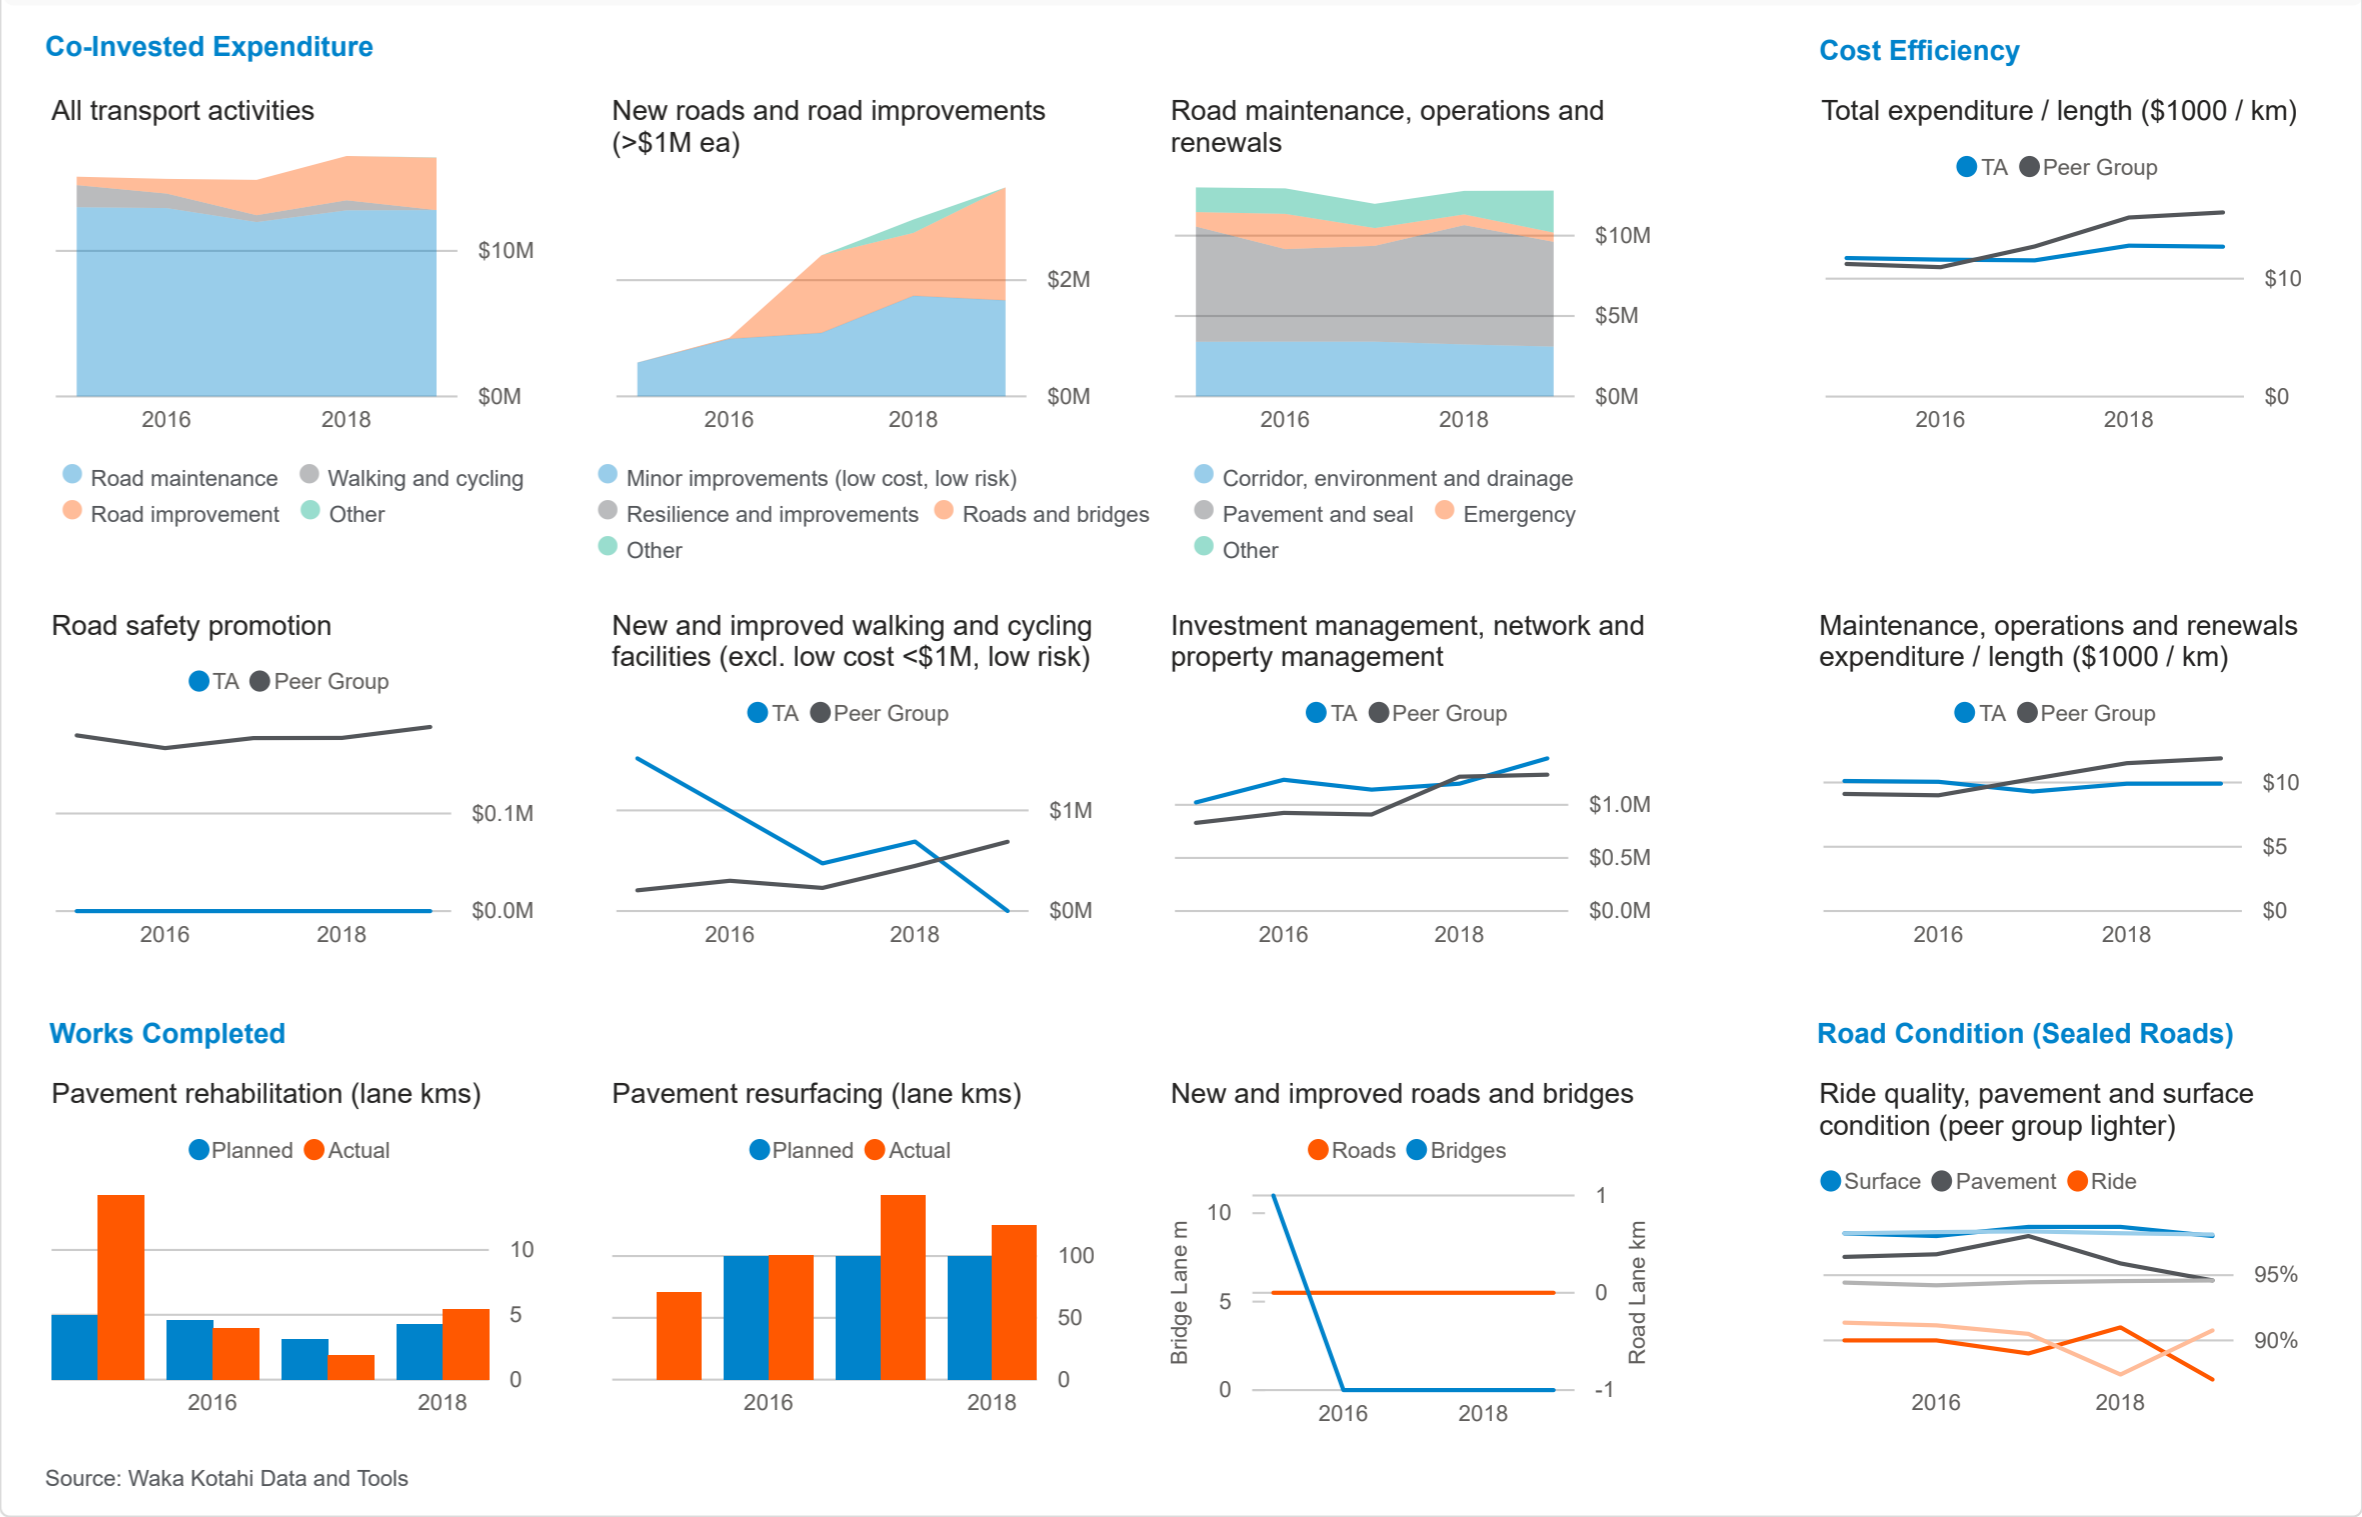 Co-Invested Expenditure
Cost Efficiency
All transport activities
$10M
$0M
2016 2018
Road maintenance Walking and cycling
Road improvement Other
New roads and road improvements
(>$1M ea)
$2M
$0M
2016 2018
Minor improvements (low cost, low risk)
Resilience and improvements Roads and bridges
Other
Road maintenance, operations and
renewals
$10M
$5M
$0M
2016 2018
Corridor, environment and drainage
Pavement and seal Emergency
Other
Total expenditure / length ($1000 / km)
TA Peer Group
$10
$0
2016 2018
Road safety promotion
TA Peer Group
$0.1M
$0.0M
2016 2018
New and improved walking and cycling
facilities (excl. low cost <$1M, low risk)
TA Peer Group
$1M
$0M
2016 2018
Investment management, network and
property management
TA Peer Group
$1.0M
$0.5M
$0.0M
2016 2018
Maintenance, operations and renewals
expenditure / length ($1000 / km)
TA Peer Group
$10
$5
$0
2016 2018
Works Completed
Road Condition (Sealed Roads)
Pavement rehabilitation (lane kms)
Planned Actual
10
5
0
2016 2018
Pavement resurfacing (lane kms)
Planned Actual
100
50
0
2016 2018
New and improved roads and bridges
Roads Bridges
Bridge Lane m
10
5
0
1
0
-1
Road Lane km
2016 2018
Ride quality, pavement and surface
condition (peer group lighter)
Surface Pavement Ride
95%
90%
2016 2018
Source: Waka Kotahi Data and Tools